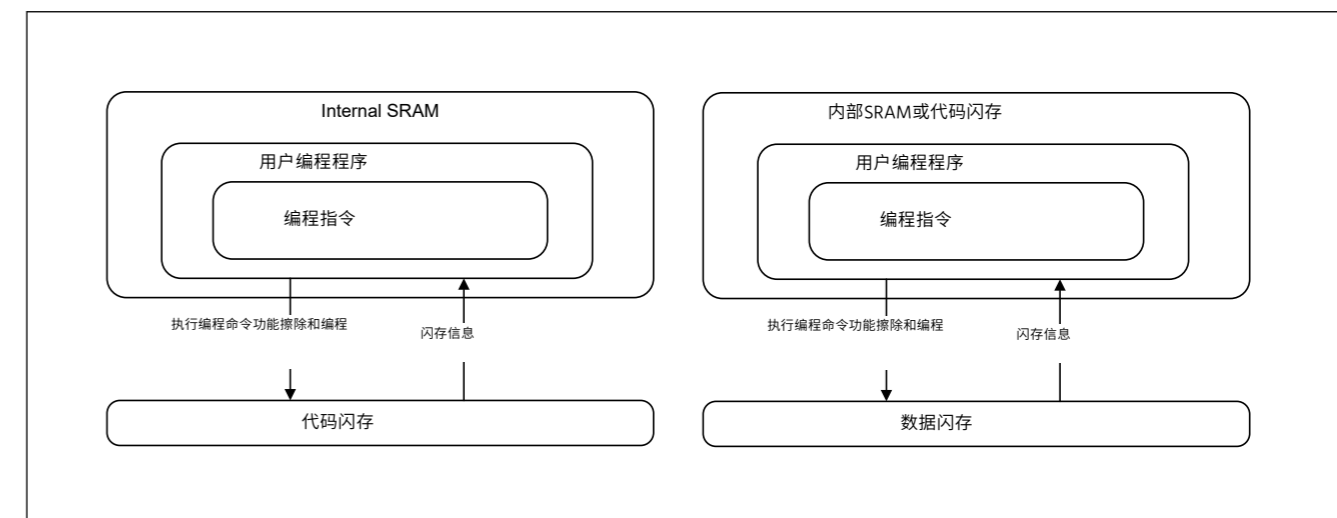 Internal SRAM
用户编程程序
编程指令
执行编程命令功能擦除和编程
闪存信息
代码闪存
内部SRAM或代码闪存
用户编程程序
编程指令
执行编程命令功能擦除和编程
闪存信息
数据闪存